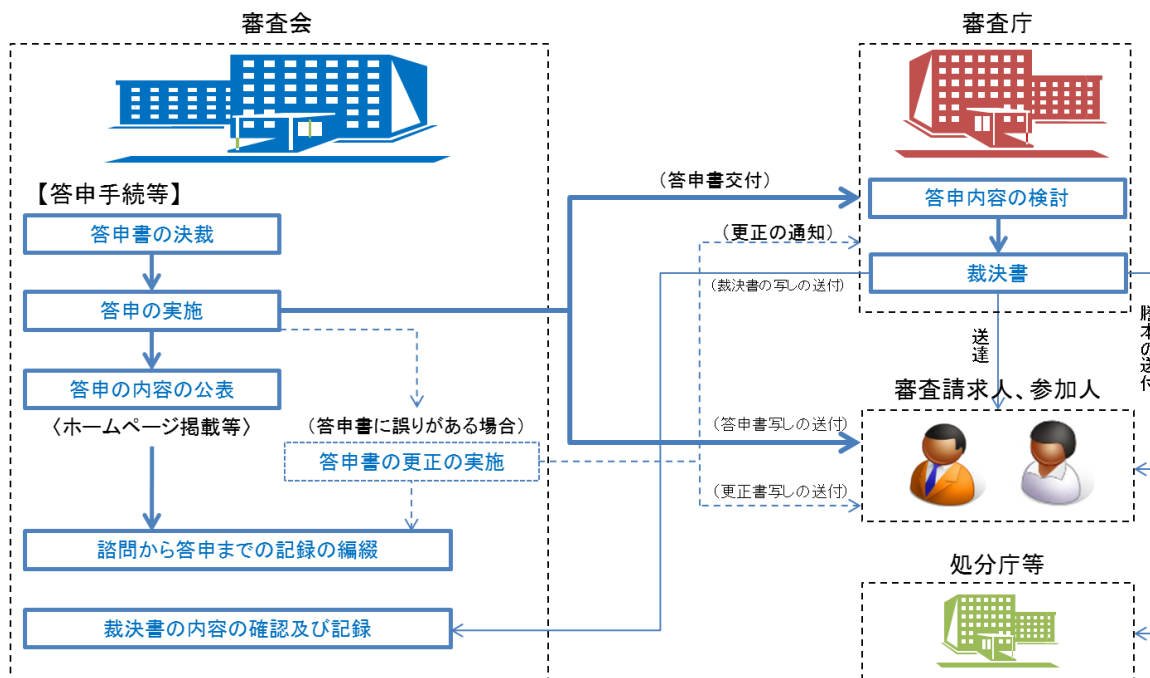 審査会
審査庁
【答申手続等】
答申書の決裁
答申の実施
答申の内容の公表
〈ホームページ掲載等〉
(答申書に誤りがある場合)
答申書の更正の実施
諮問から答申までの記録の編綴
裁決書の内容の確認及び記録
(答申書交付)
(更正の通知)
(裁決書の写しの送付)
答申内容の検討
裁決書
送達
謄本の送付
審査請求人、参加人
(答申書写しの送付)
(更正書写しの送付)
処分庁等